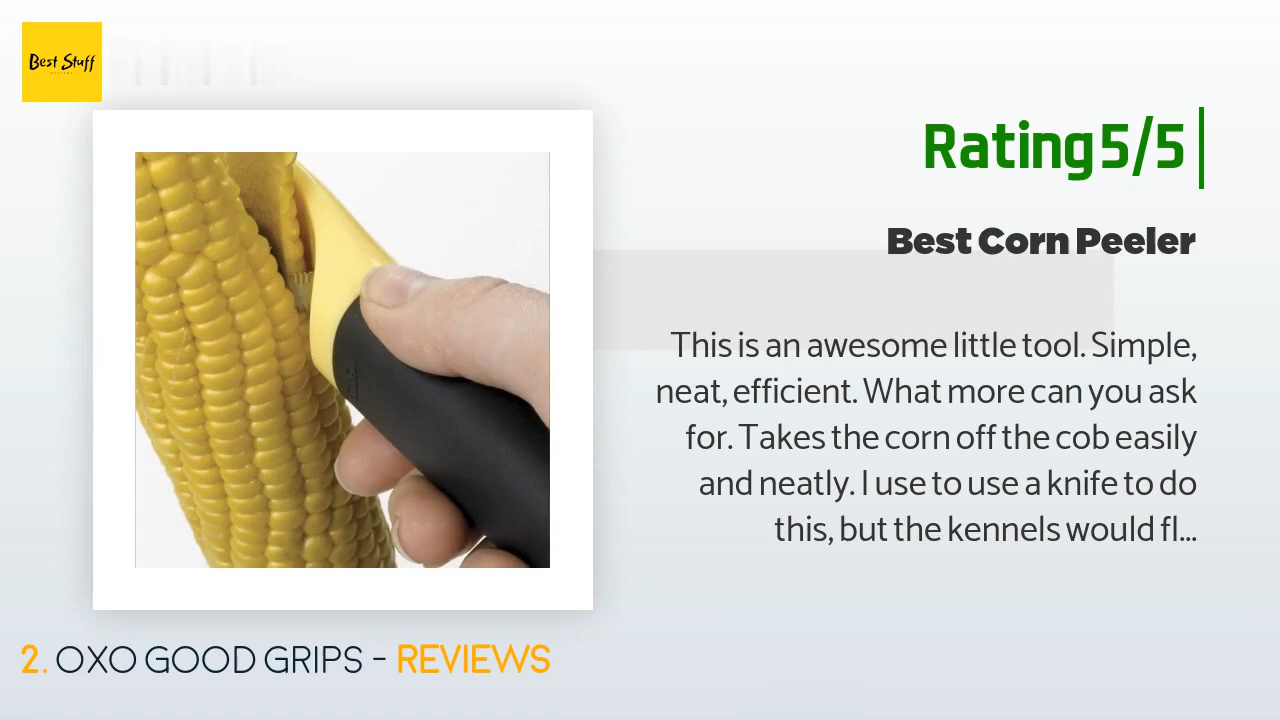 Best Stuff
Rating 5/5
Best Corn Peeler
This is an awesome little tool. Simple,
neat, efficient. What more can you ask
for. Takes the corn off the cob easily
and neatly. I use to use a knife to do
this, but the kennels would fl...
2. OXO GOOD GRIPS - REVIEWS